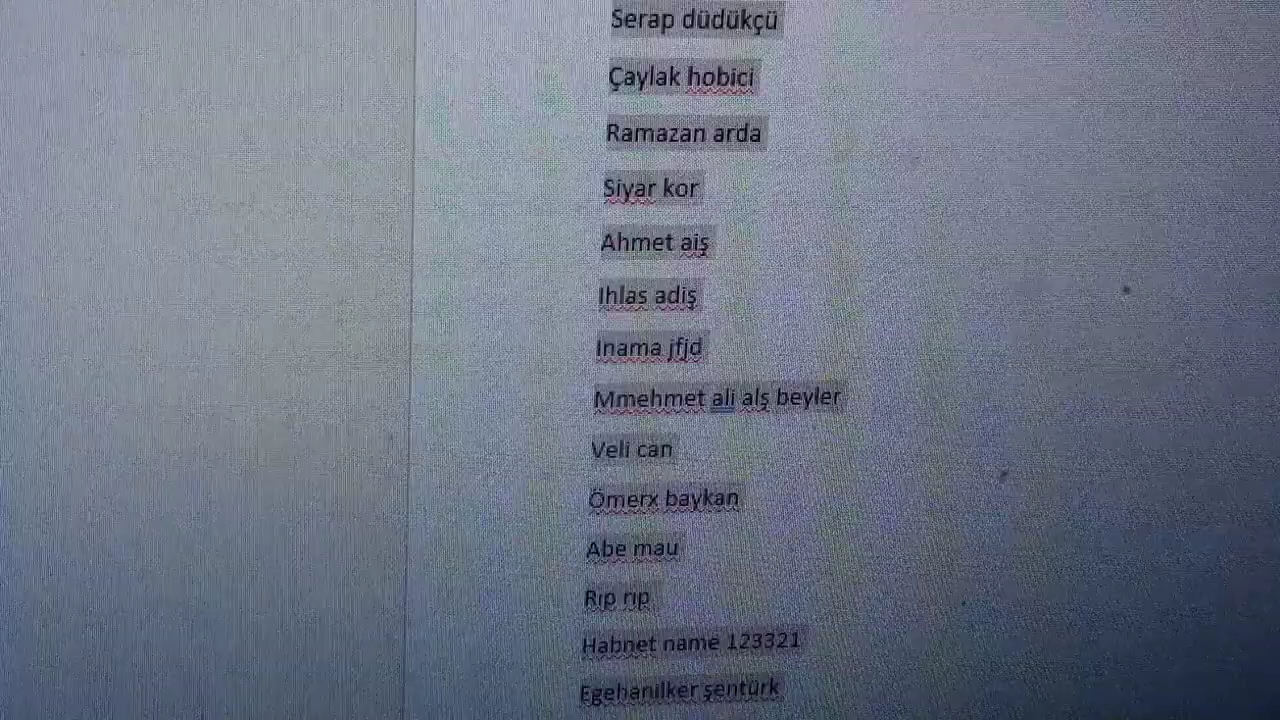 Serap düdükçü
Çaylak hobici
Ramazan arda
Siyar kor
Ahmet aiş
Ihlas adiş
Inama jfjd
Mmehmet ali alş beyler
Veli can
Ömerx baykan
Abe mau
Rıp rıp
Habnet name 123321
Egehanilker şentürk